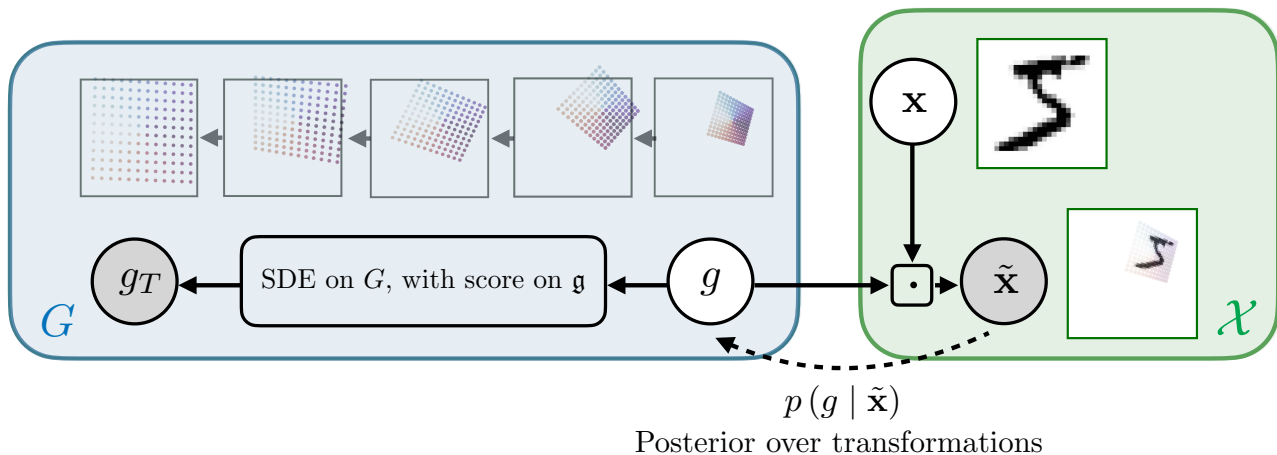 𝐱
g_T
SDE on G, with score on 𝔤
g
·
𝐱̃
G
𝒳
p (g | 𝐱̃)
Posterior over transformations